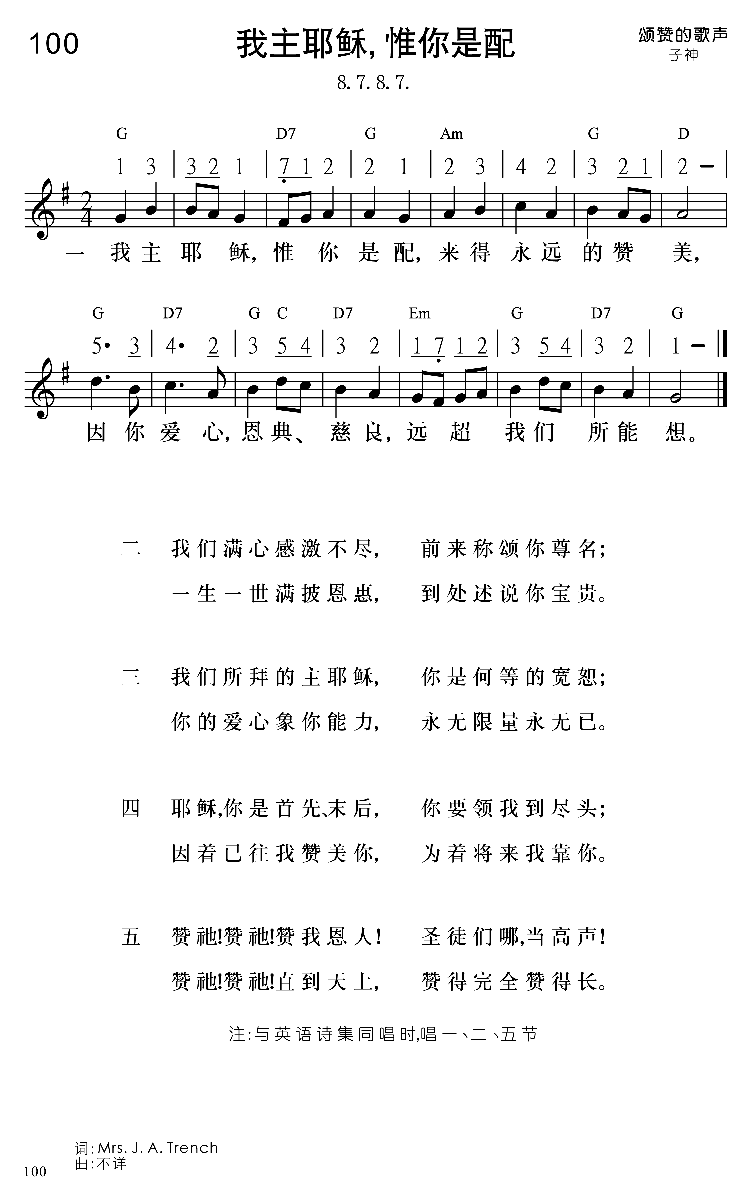 100
我主耶稣,惟你是配
颂赞的歌声
子神
8.7.8.7.
G D7 G Am G D
1 3 | 3 2 1 | 7 1 2 | 2 1 | 2 3 | 4 2 | 3 2 1 | 2 – |
2/4
一 我主耶稣,惟你是配,来得永远的赞美,
G D7 G C D7 Em G D7 G
5• 3 | 4• 2 | 3 5 4 | 3 2 | 1 7 1 2 | 3 5 4 | 3 2 | 1 – ‖
因你爱心,恩典、慈良,远超我们所能想。
二 我们满心感激不尽, 前来称颂你尊名;
一生一世满披恩惠, 到处述说你宝贵。
三 我们所拜的主耶稣, 你是何等的宽恕;
你的爱心象你能力, 永无限量永无已。
四 耶稣,你是首先、末后, 你要领我到尽头;
因着已往我赞美你, 为着将来我靠你。
五 赞祂!赞祂!赞我恩人! 圣徒们哪,当高声!
赞祂!赞祂!直到天上, 赞得完全赞得长。
注:与英语诗集同唱时,唱一、二、五节
词:Mrs. J. A. Trench
曲:不详
100